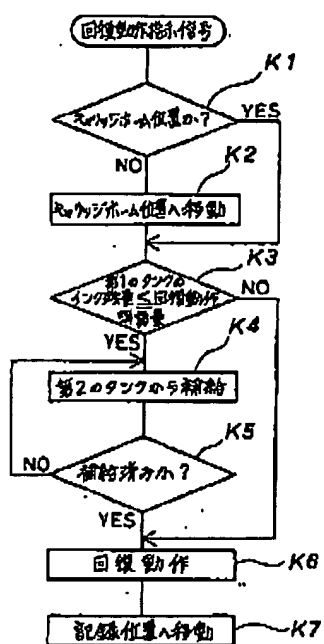 回復動作指示信号
K1
キャリッジホーム位置か?
YES
NO
K2
キャリッジホーム位置へ移動
K3
第1のタンクの
インク残量≦回復動作
NO
YES
K4
第2のタンクから補給
K5
NO
補給済みか?
YES
回復動作
K6
記録位置へ移動
K7